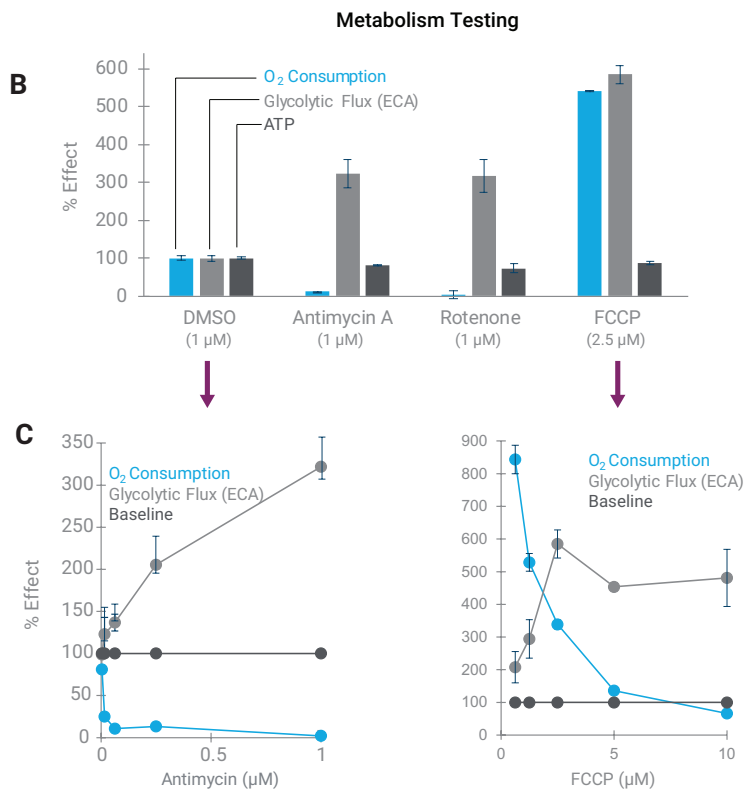 Metabolism Testing
B
% Effect
600
500
400
300
200
100
0
O2 Consumption
Glycolytic Flux (ECA)
ATP
DMSO
(1 µM)
Antimycin A
(1 µM)
Rotenone
(1 µM)
FCCP
(2.5 µM)
C
% Effect
350
300
250
200
150
100
50
0
O2 Consumption
Glycolytic Flux (ECA)
Baseline
0
0.5
1
Antimycin (µM)
900
800
700
600
500
400
300
200
100
0
O2 Consumption
Glycolytic Flux (ECA)
Baseline
0
5
10
FCCP (µM)